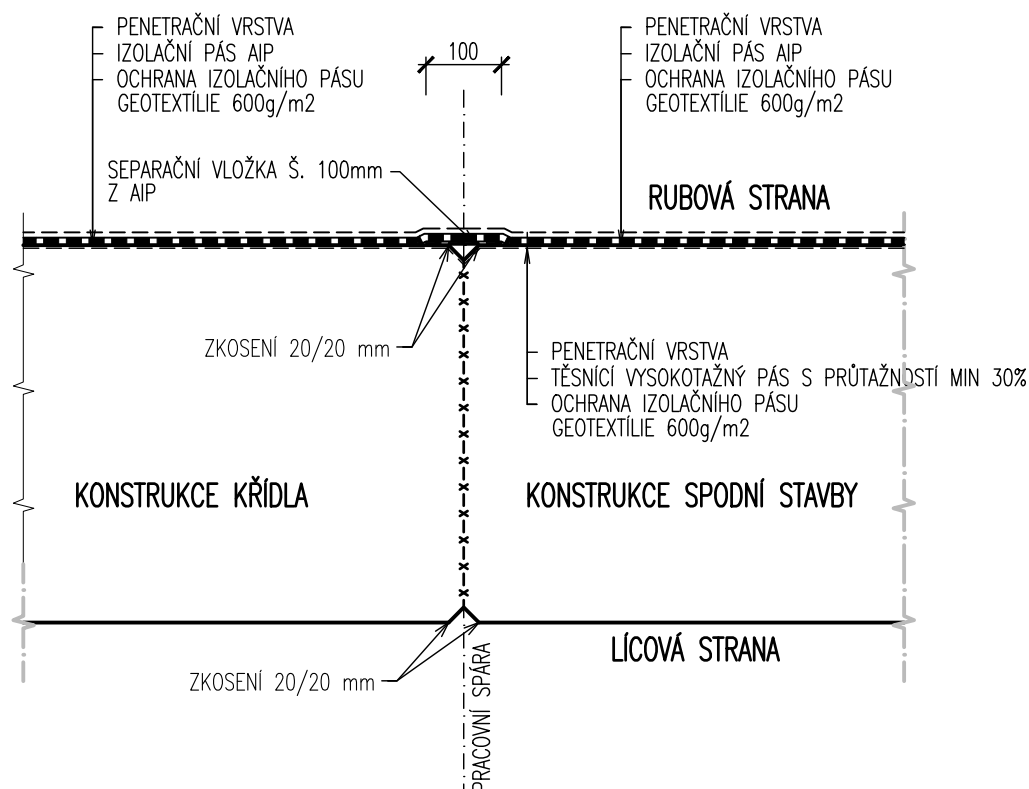 PENETRAČNÍ VRSTVA
IZOLAČNÍ PÁS AIP
OCHRANA IZOLAČNÍHO PÁSU
GEOTEXTÍLIE 600g/m2
100
PENETRAČNÍ VRSTVA
IZOLAČNÍ PÁS AIP
OCHRANA IZOLAČNÍHO PÁSU
GEOTEXTÍLIE 600g/m2
SEPARAČNÍ VLOŽKA Š. 100mm
Z AIP
RUBOVÁ STRANA
ZKOSENÍ 20/20 mm
PENETRAČNÍ VRSTVA
TĚSNÍCÍ VYSOKOTAŽNÝ PÁS S PRŮTAŽNOSTÍ MIN 30%
OCHRANA IZOLAČNÍHO PÁSU
GEOTEXTÍLIE 600g/m2
KONSTRUKCE KŘÍDLA
KONSTRUKCE SPODNÍ STAVBY
LÍCOVÁ STRANA
ZKOSENÍ 20/20 mm
PRACOVNÍ SPÁRA